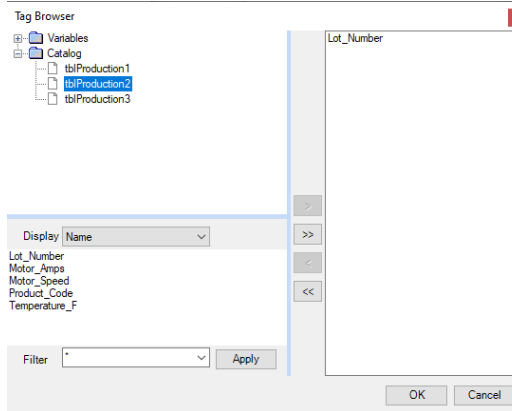 Tag Browser
Variables
Catalog
tblProduction1
tblProduction2
tblProduction3
Lot_Number
>
>>
<
<<
Display Name
Lot_Number
Motor_Amps
Motor_Speed
Product_Code
Temperature_F
Filter * Apply
OK Cancel